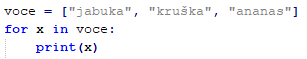 voce = ["jabuka", "kruška", "ananas"]
for x in voce:
    print(x)